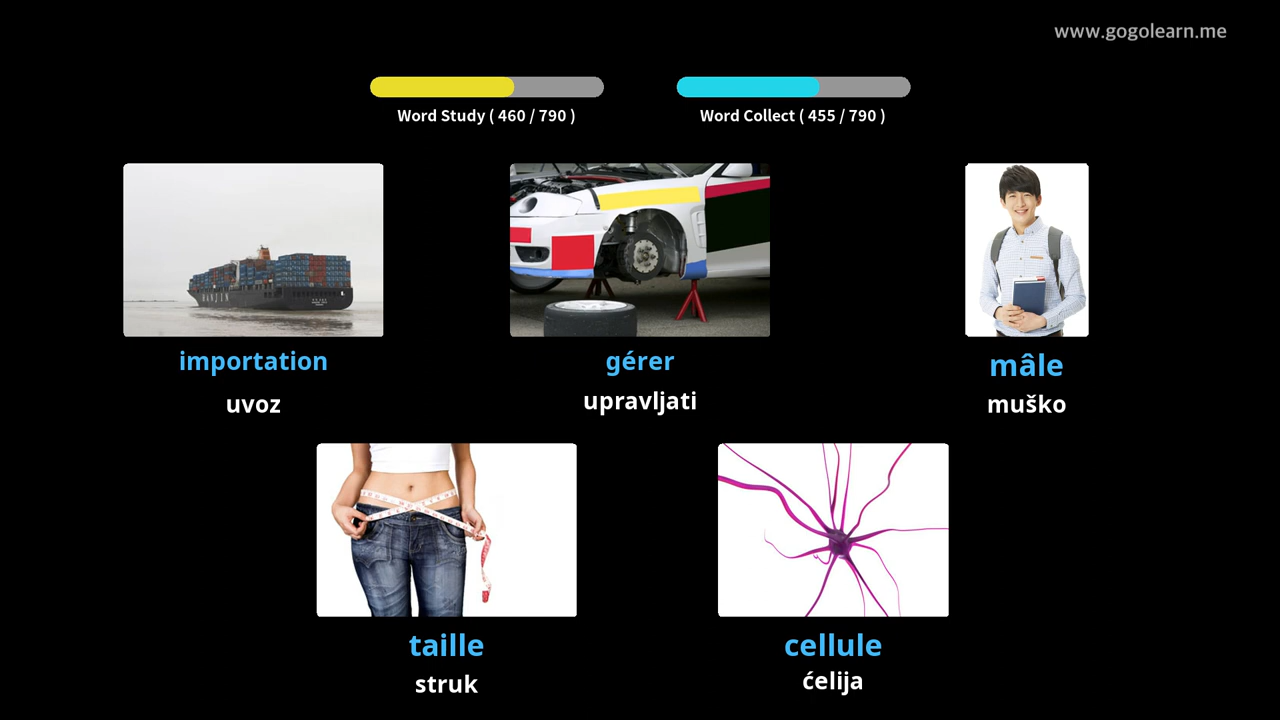 www.gogolearn.me
Word Study ( 460 / 790 )
Word Collect ( 455 / 790 )
importation
uvoz
gérer
upravljati
mâle
muško
taille
struk
cellule
ćelija